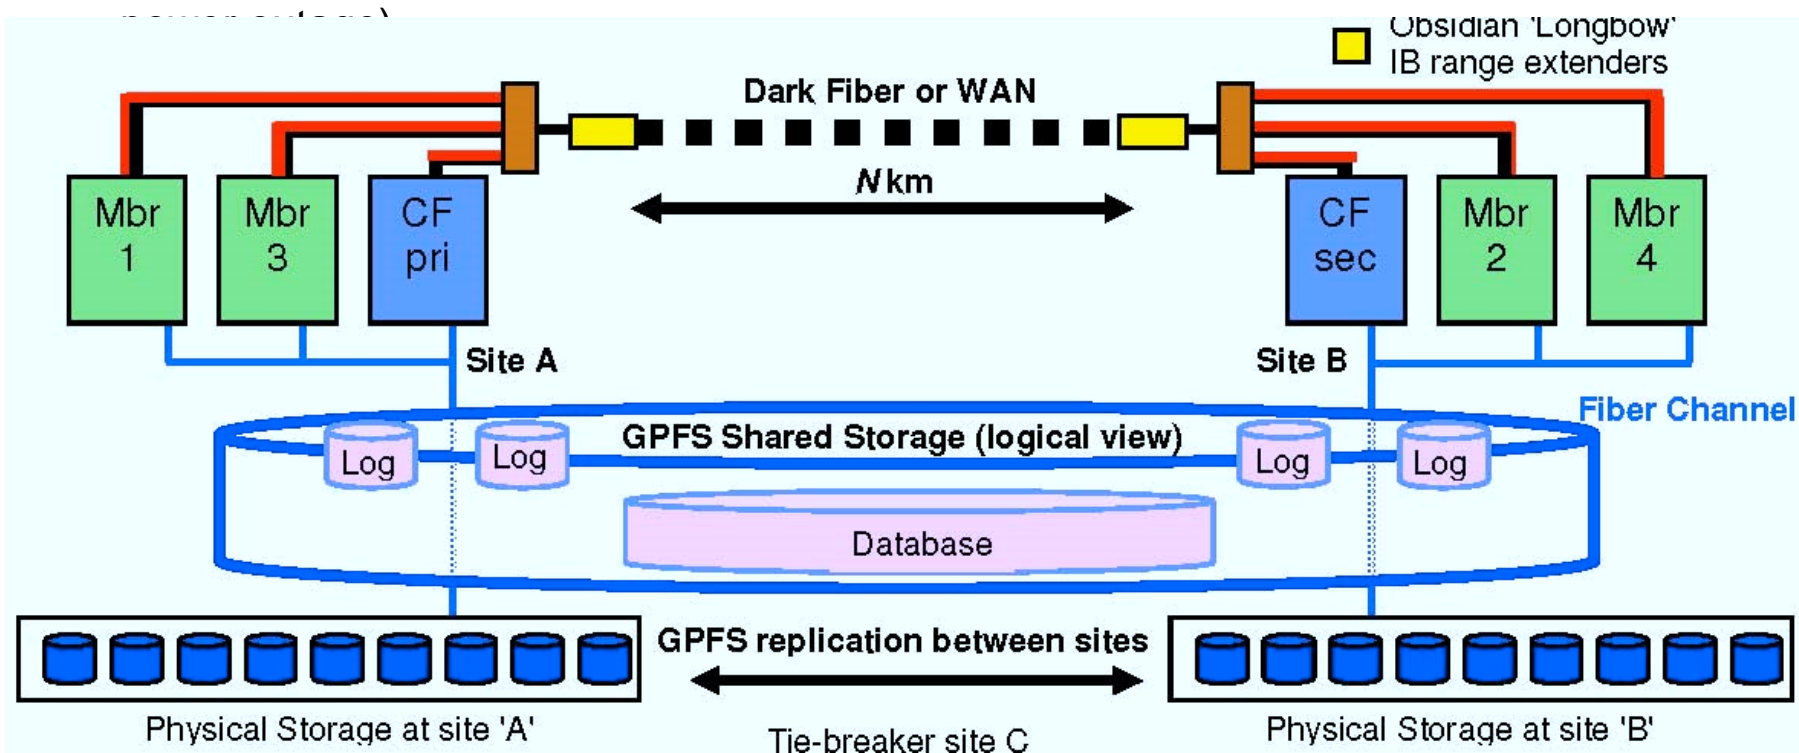 power outage)
Obsidian 'Longbow'
IB range extenders
Dark Fiber or WAN
N km
Mbr
1
Mbr
3
CF
pri
CF
sec
Mbr
2
Mbr
4
Site A
Site B
Fiber Channel
GPFS Shared Storage (logical view)
Log
Log
Log
Log
Database
GPFS replication between sites
Physical Storage at site 'A'
Tie-breaker site C
Physical Storage at site 'B'